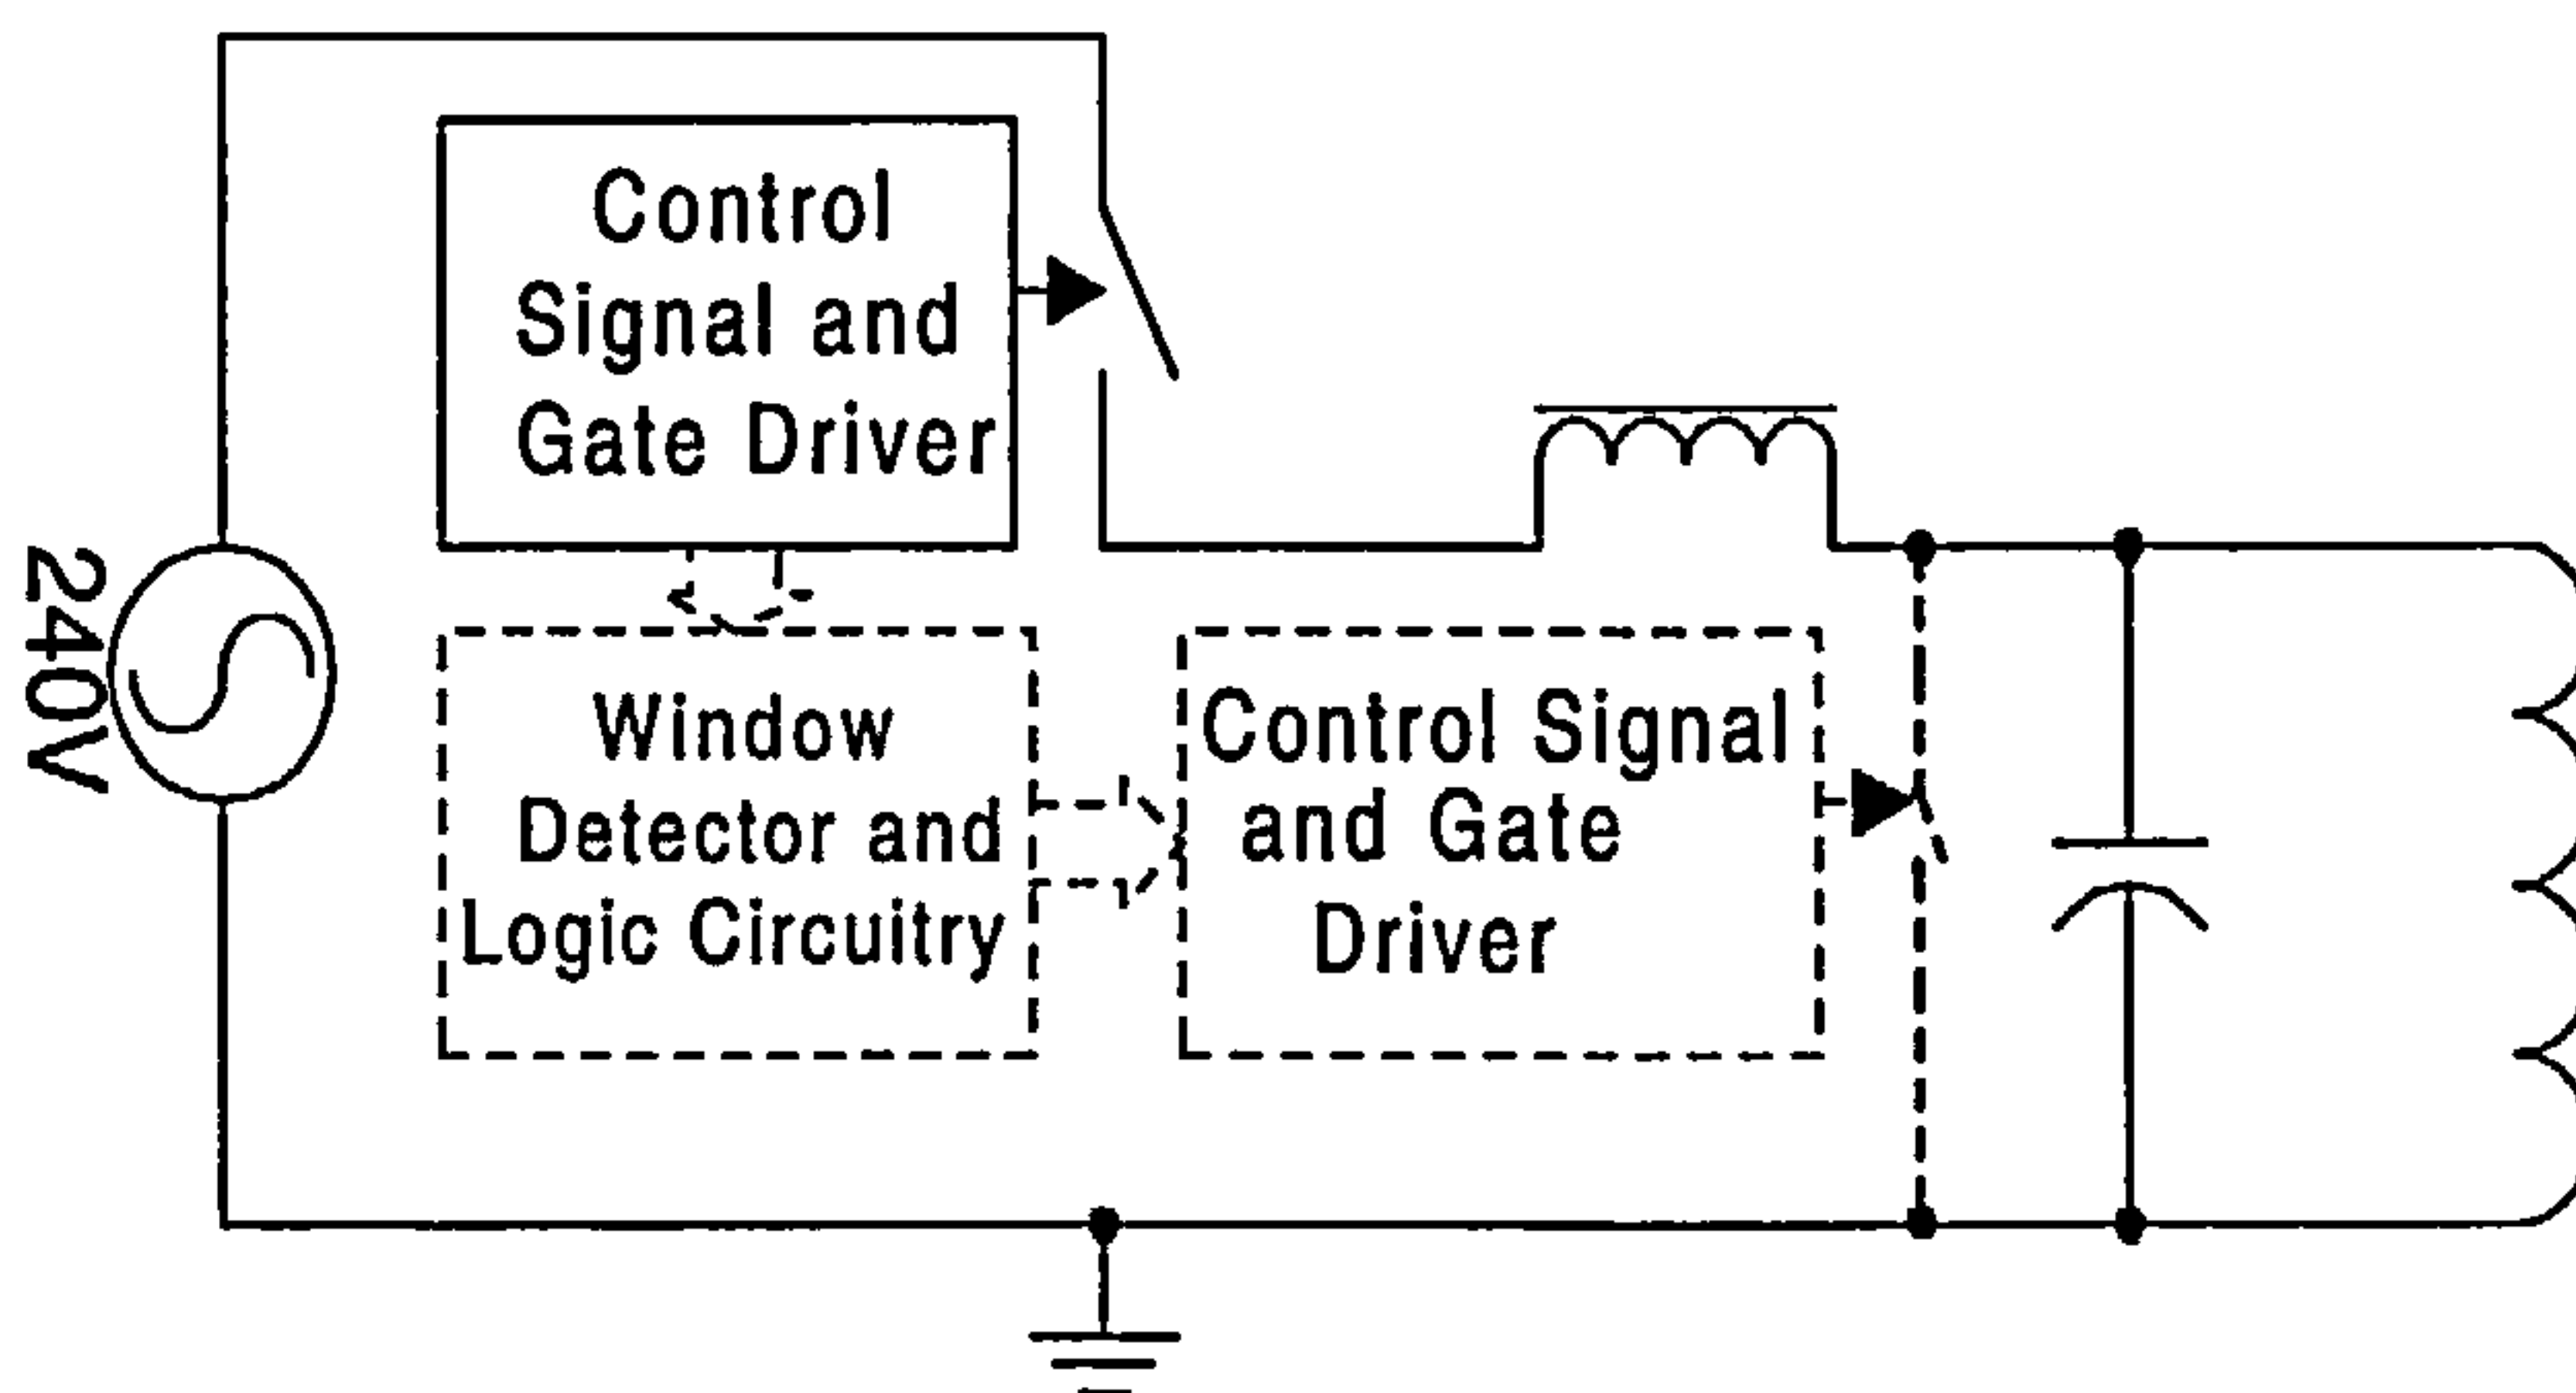 Control
Signal and
Gate Driver
240V
Window
Detector and
Logic Circuitry
Control Signal
and Gate
Driver